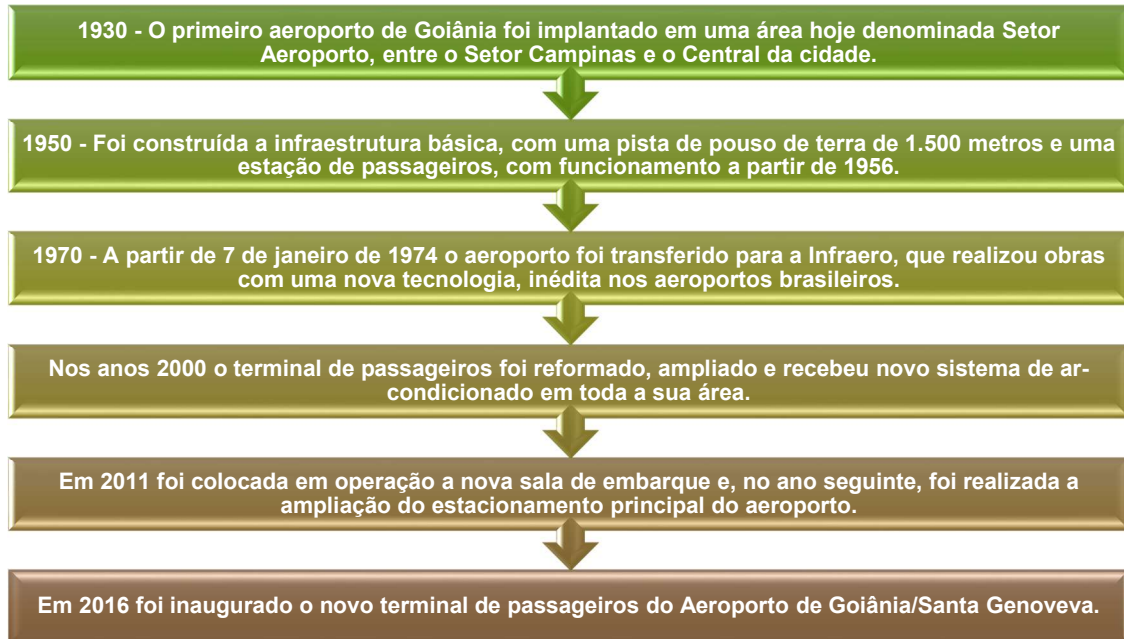 1930 - O primeiro aeroporto de Goiânia foi implantado em uma área hoje denominada Setor
Aeroporto, entre o Setor Campinas e o Central da cidade.
1950 - Foi construída a infraestrutura básica, com uma pista de pouso de terra de 1.500 metros e uma
estação de passageiros, com funcionamento a partir de 1956.
1970 - A partir de 7 de janeiro de 1974 o aeroporto foi transferido para a Infraero, que realizou obras
com uma nova tecnologia, inédita nos aeroportos brasileiros.
Nos anos 2000 o terminal de passageiros foi reformado, ampliado e recebeu novo sistema de ar-
condicionado em toda a sua área.
Em 2011 foi colocada em operação a nova sala de embarque e, no ano seguinte, foi realizada a
ampliação do estacionamento principal do aeroporto.
Em 2016 foi inaugurado o novo terminal de passageiros do Aeroporto de Goiânia/Santa Genoveva.